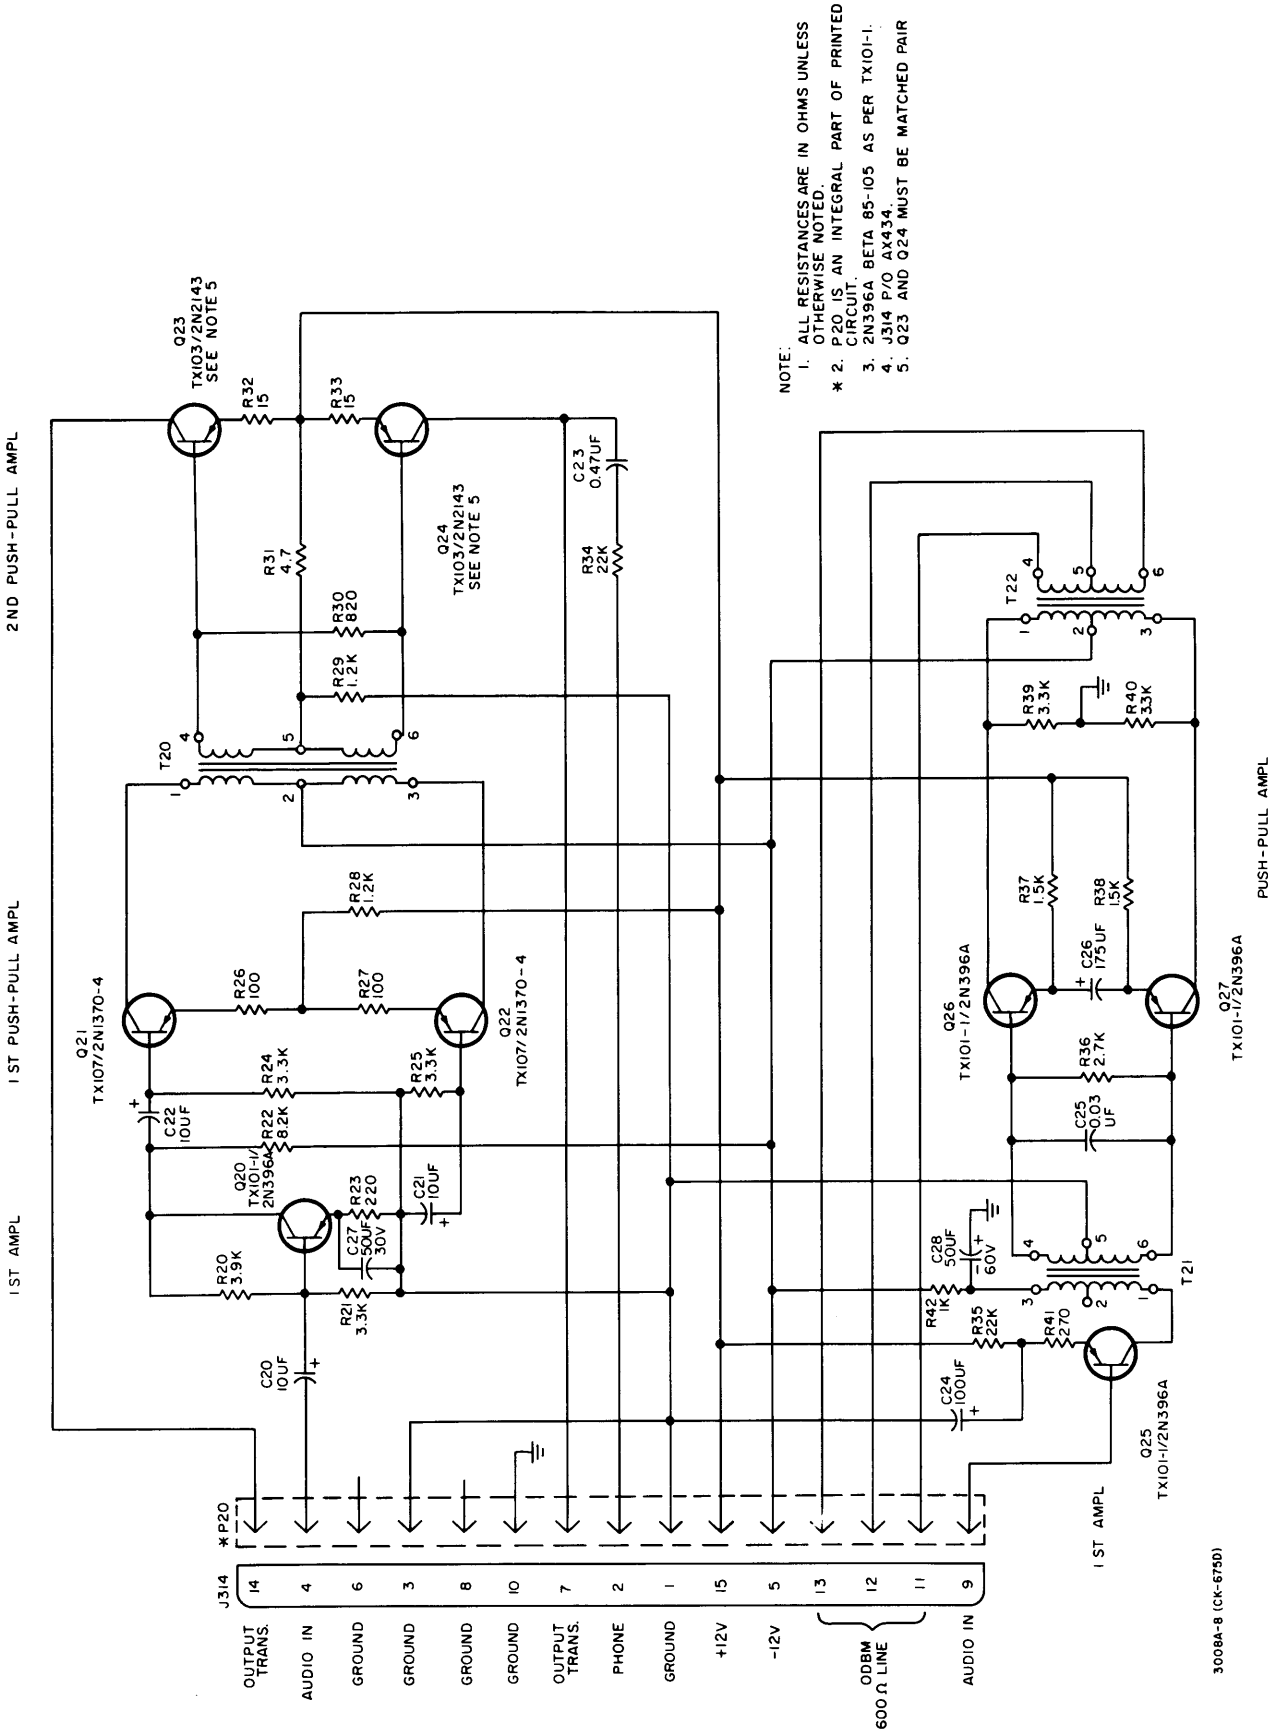 2ND PUSH-PULL AMPL
1ST PUSH-PULL AMPL
1ST AMPL
Q23
TX103/2N2143
SEE NOTE 5
R32
15
R33
15
Q24
TX103/2N2143
SEE NOTE 5
C23
0.47UF
R34
22K
R31
4.7
R30
820
R29
1.2K
T20
4
5
6
1
2
3
R28
1.2K
Q21
TX107/2N1370-4
R26
100
R27
100
Q22
TX107/2N1370-4
R24
3.3K
R25
3.3K
+
C22
10UF
R22
8.2K
Q20
TX101-1/
2N396A
R23
220
C21
10UF
+
C27
50UF
30V
R20
3.9K
R21
3.3K
C20
10UF
+
NOTE:
1. ALL RESISTANCES ARE IN OHMS UNLESS
OTHERWISE NOTED.
* 2. P20 IS AN INTEGRAL PART OF PRINTED
CIRCUIT.
3. 2N396A BETA 85-105 AS PER TX101-1.
4. J314 P/O AX434.
5. Q23 AND Q24 MUST BE MATCHED PAIR
T22
4
5
6
1
2
3
R39
3.3K
R40
3.3K
R37
1.5K
R38
1.5K
+
C26
175UF
Q26
TX101-1/2N396A
Q27
TX101-1/2N396A
PUSH-PULL AMPL
R36
2.7K
C25
0.03
UF
C28
50UF
- +
60V
4
5
6
3
2
1
T21
R42
1K
R35
22K
R41
270
C24
100UF
+
Q25
TX101-1/2N396A
1ST AMPL
* P20
J314
14
4
6
3
8
10
7
2
1
15
5
13
12
11
9
OUTPUT
TRANS.
AUDIO IN
GROUND
GROUND
GROUND
GROUND
OUTPUT
TRANS.
PHONE
GROUND
+12V
-12V
0DBM
600Ω LINE
AUDIO IN
3008A-8 (CK-675D)